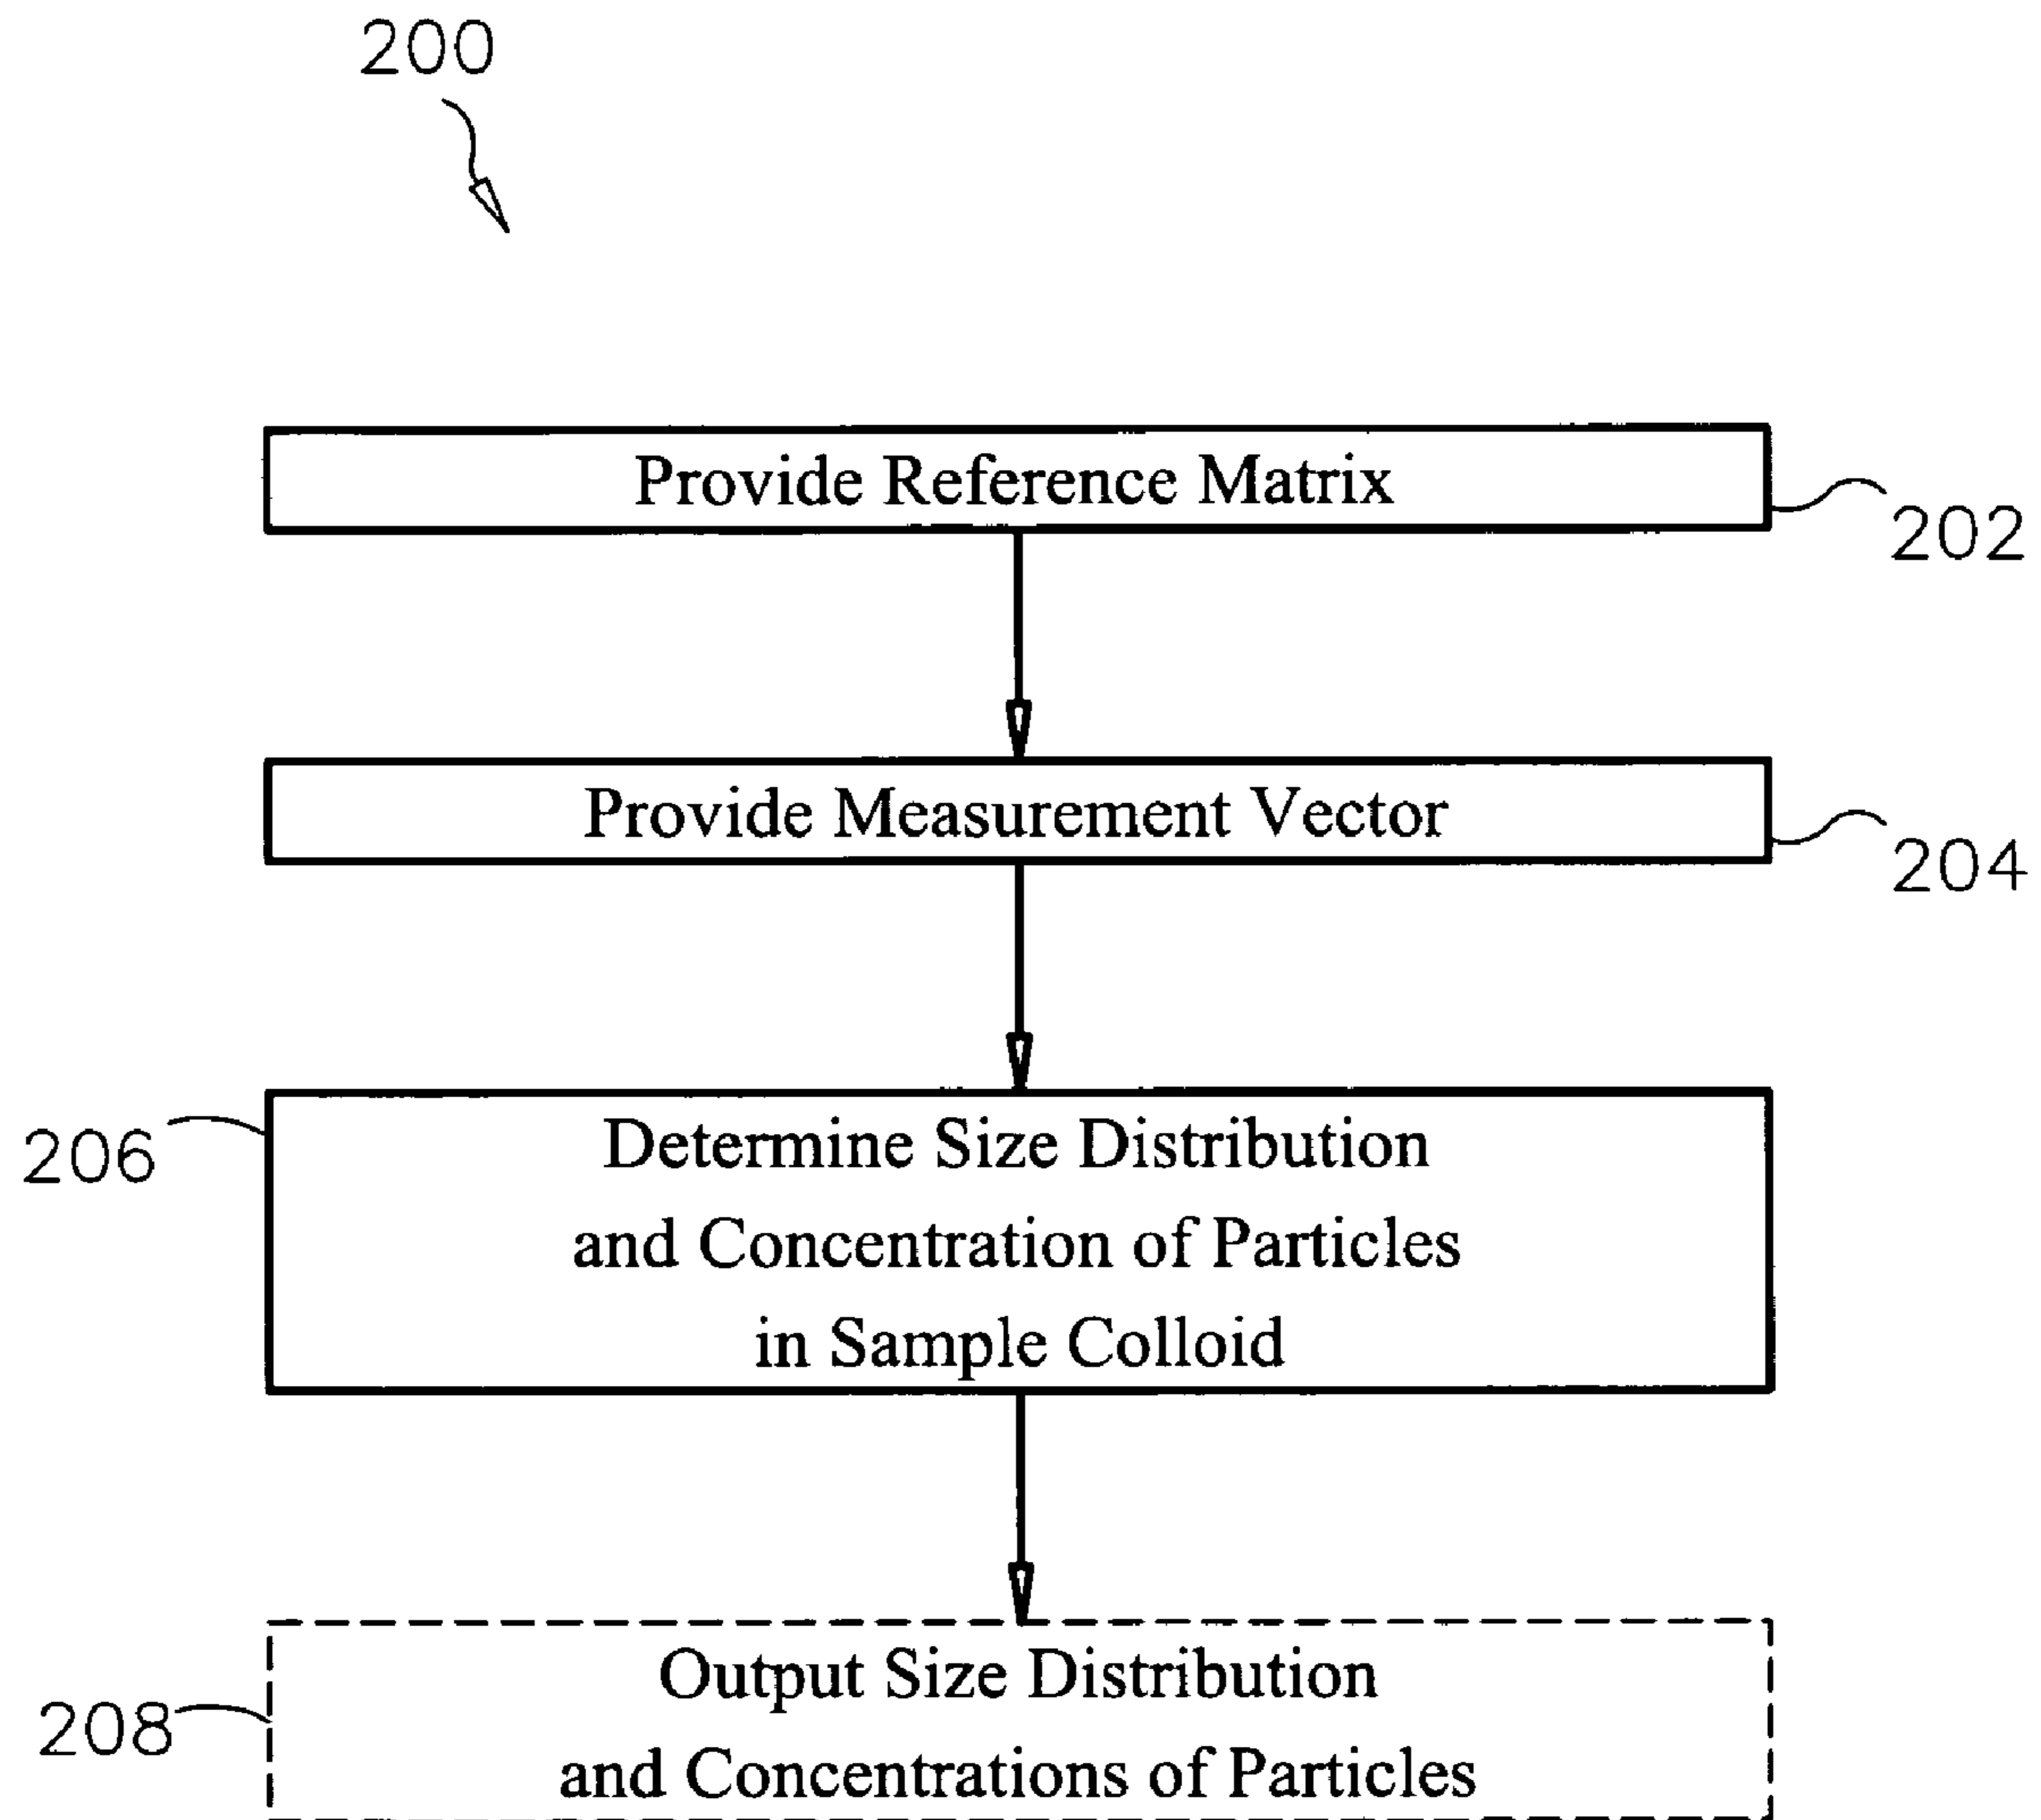 200
Provide Reference Matrix
202
Provide Measurement Vector
204
206
Determine Size Distribution
and Concentration of Particles
in Sample Colloid
208
Output Size Distribution
and Concentrations of Particles